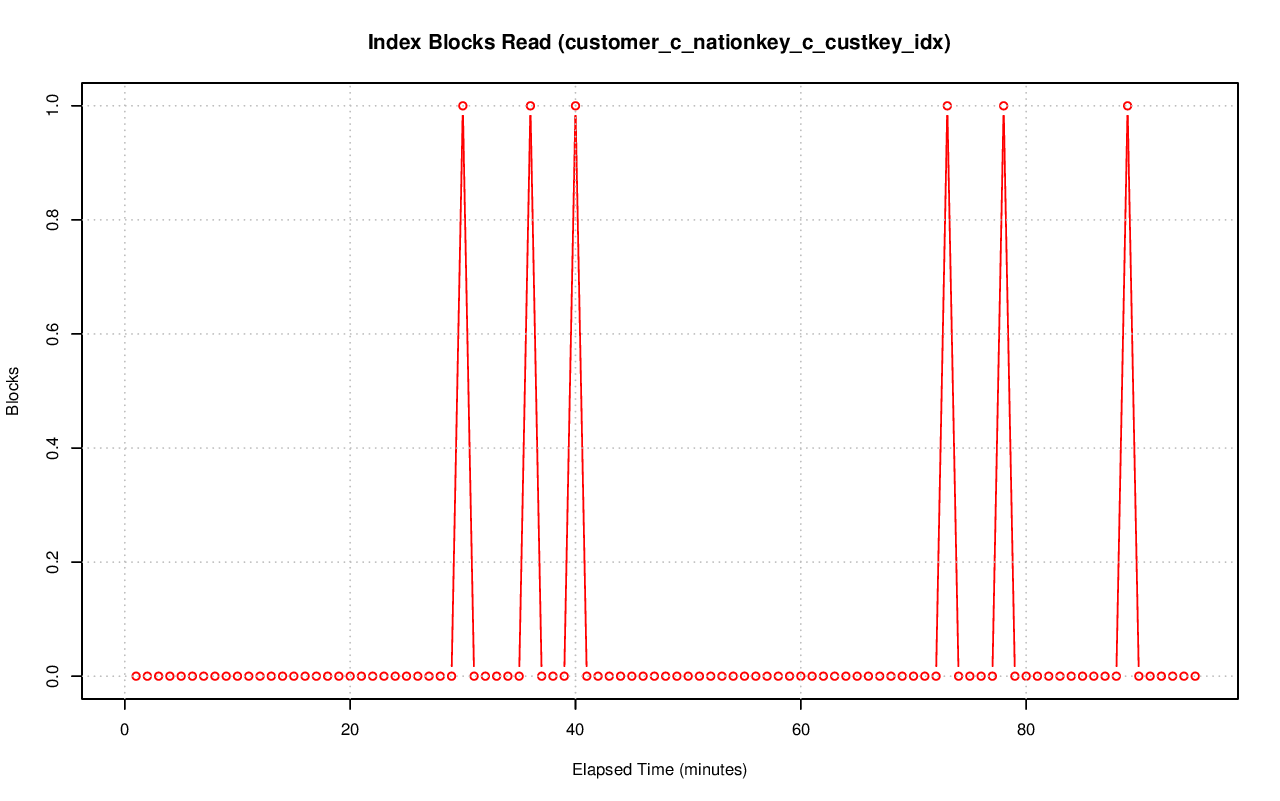 Index Blocks Read (customer_c_nationkey_c_custkey_idx)
1.0
0.8
0.6
0.4
0.2
0.0
Blocks
0 20 40 60 80
Elapsed Time (minutes)